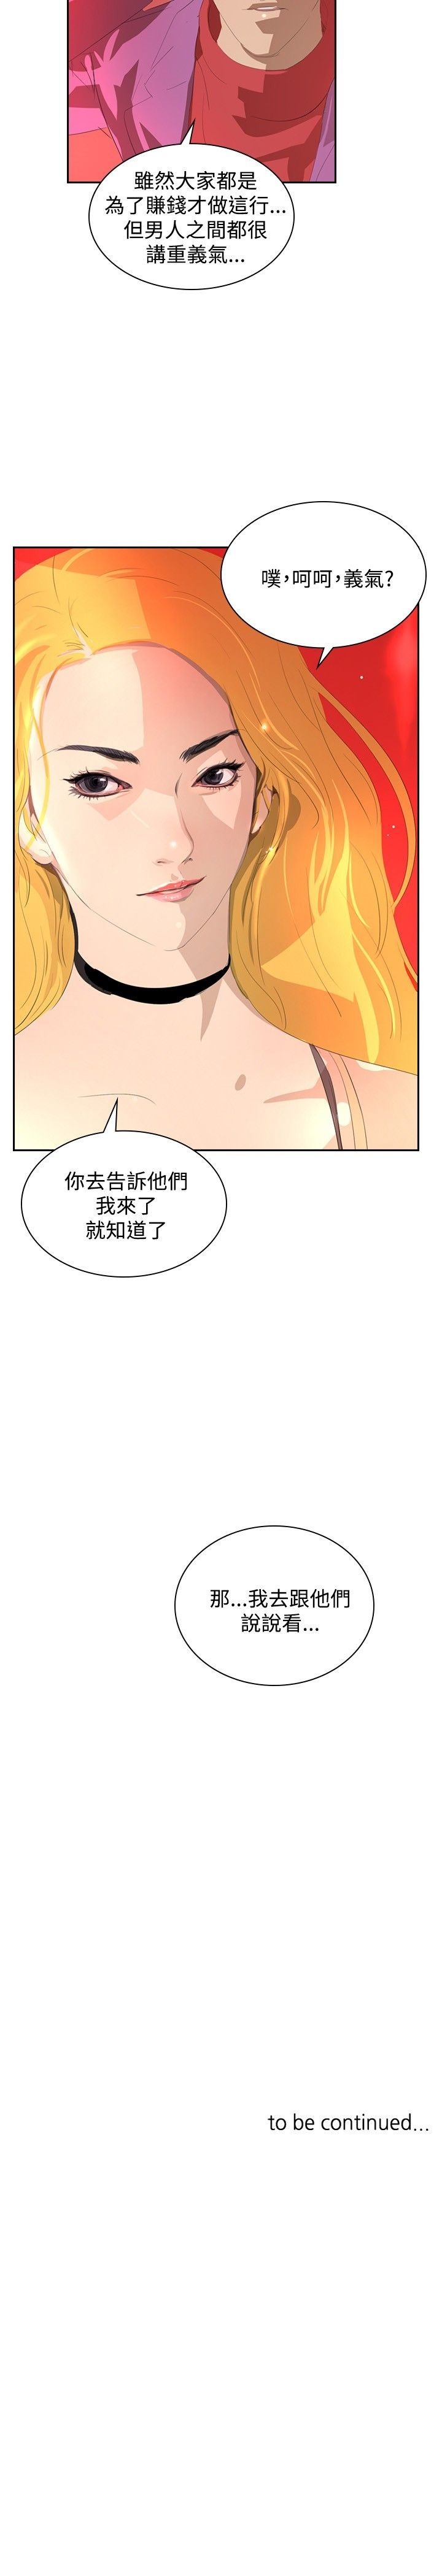 雖然大家都是
為了賺錢才做這行...
但男人之間都很
講重義氣...
噗,呵呵,義氣?
你去告訴他們
我來了
就知道了
那...我去跟他們
說說看...
to be continued...